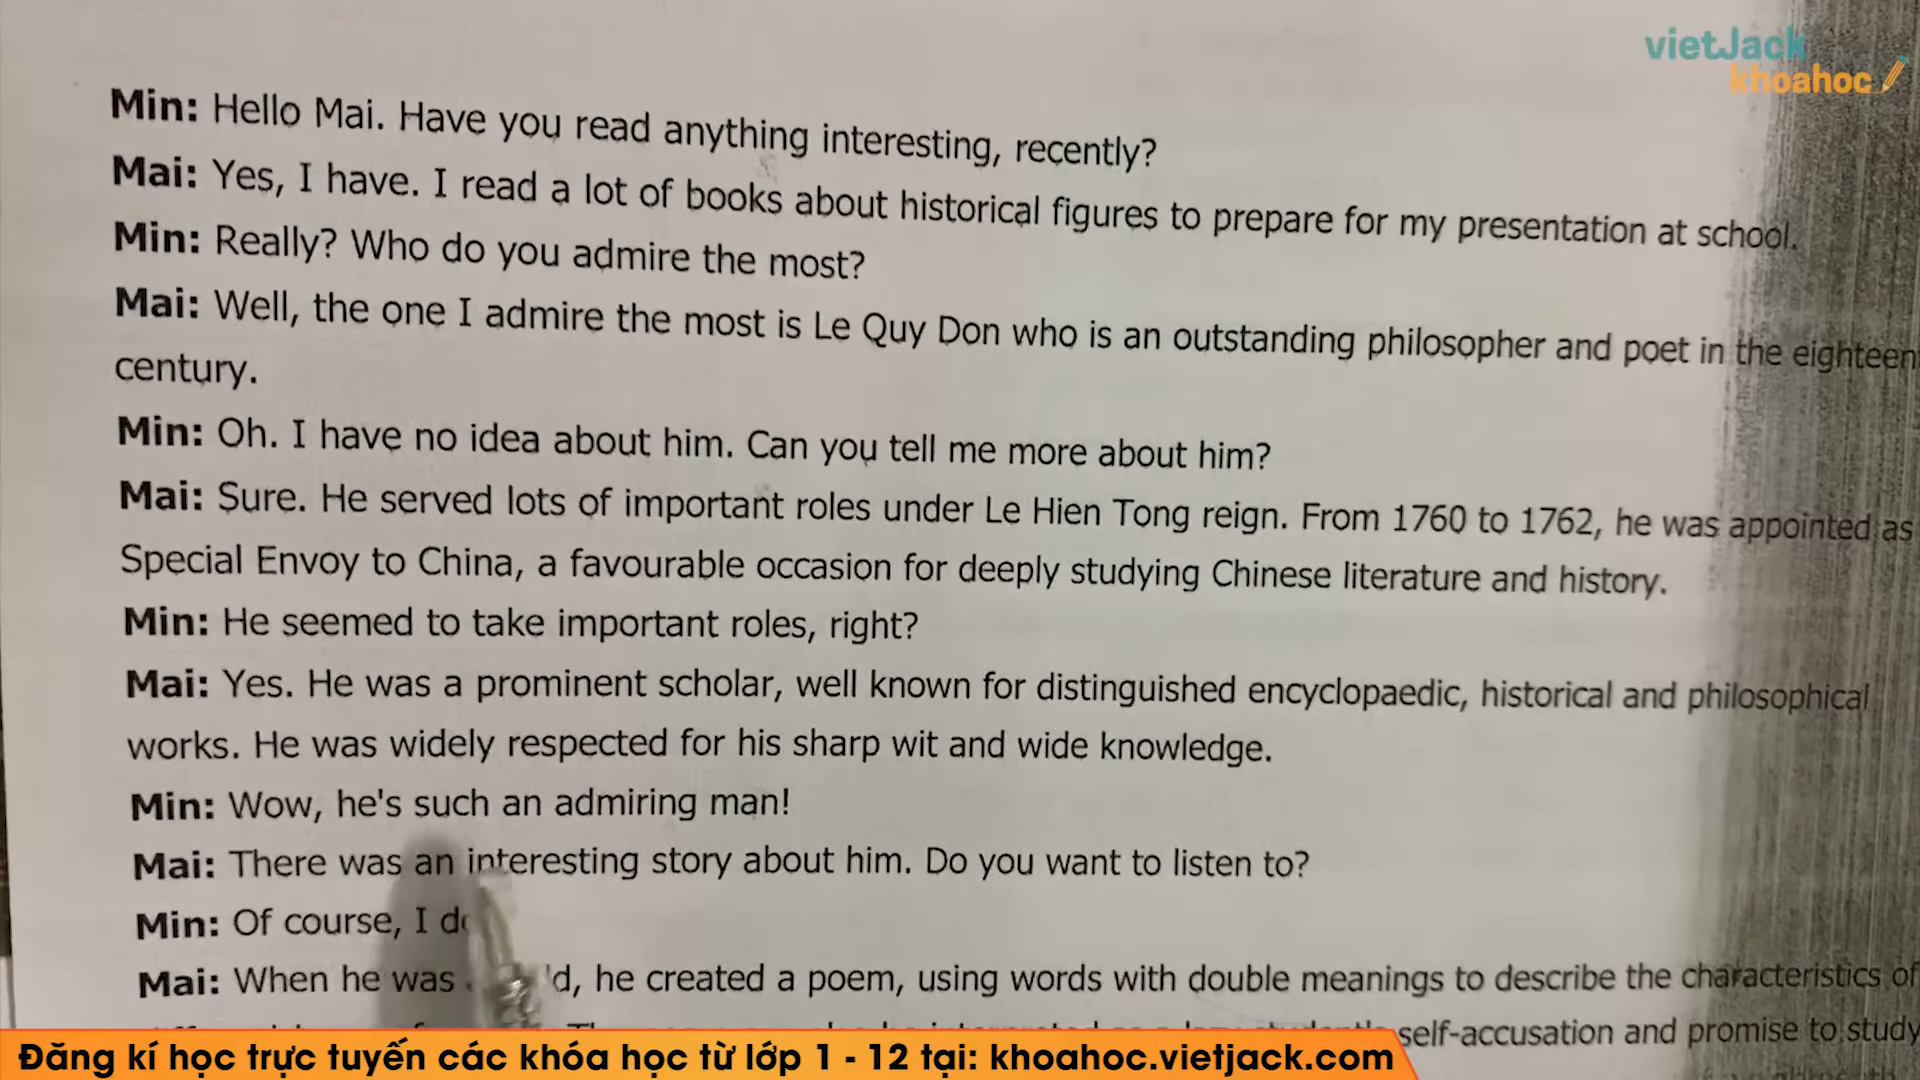 vietJack
khoahoc
Min: Hello Mai. Have you read anything interesting, recently?
Mai: Yes, I have. I read a lot of books about historical figures to prepare for my presentation at school.
Min: Really? Who do you admire the most?
Mai: Well, the one I admire the most is Le Quy Don who is an outstanding philosopher and poet in the eighteen
century.
Min: Oh. I have no idea about him. Can you tell me more about him?
Mai: Sure. He served lots of important roles under Le Hien Tong reign. From 1760 to 1762, he was appointed as
Special Envoy to China, a favourable occasion for deeply studying Chinese literature and history.
Min: He seemed to take important roles, right?
Mai: Yes. He was a prominent scholar, well known for distinguished encyclopaedic, historical and philosophical
works. He was widely respected for his sharp wit and wide knowledge.
Min: Wow, he's such an admiring man!
Mai: There was an interesting story about him. Do you want to listen to?
Min: Of course, I
Mai: When he was he created a poem, using words with double meanings to describe the characteristics of
self-accusation and promise to study
Đăng kí học trực tuyến các khóa học từ lớp 1 - 12 tại: khoahoc.vietjack.com